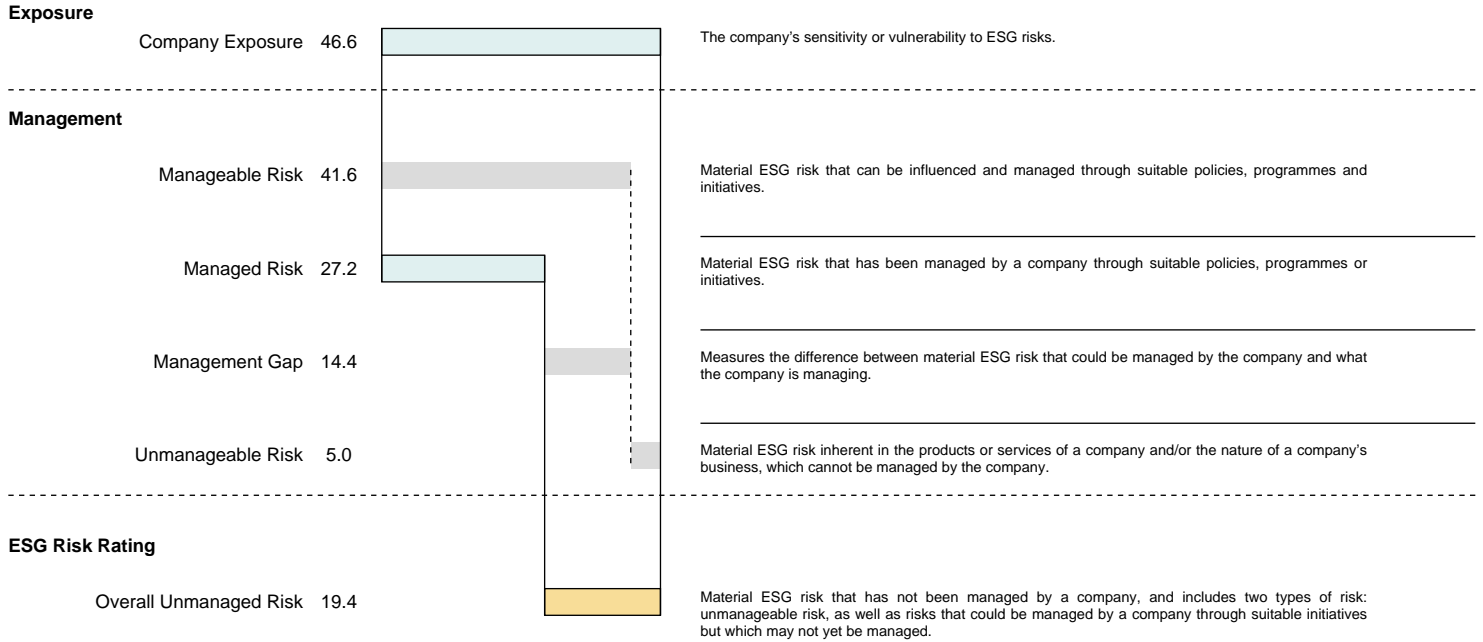 Exposure
Company Exposure 46.6
The company’s sensitivity or vulnerability to ESG risks.
Management
Manageable Risk 41.6
Material ESG risk that can be influenced and managed through suitable policies, programmes and
initiatives.
Managed Risk 27.2
Material ESG risk that has been managed by a company through suitable policies, programmes or
initiatives.
Management Gap 14.4
Measures the difference between material ESG risk that could be managed by the company and what
the company is managing.
Unmanageable Risk 5.0
Material ESG risk inherent in the products or services of a company and/or the nature of a company’s
business, which cannot be managed by the company.
ESG Risk Rating
Overall Unmanaged Risk 19.4
Material ESG risk that has not been managed by a company, and includes two types of risk:
unmanageable risk, as well as risks that could be managed by a company through suitable initiatives
but which may not yet be managed.